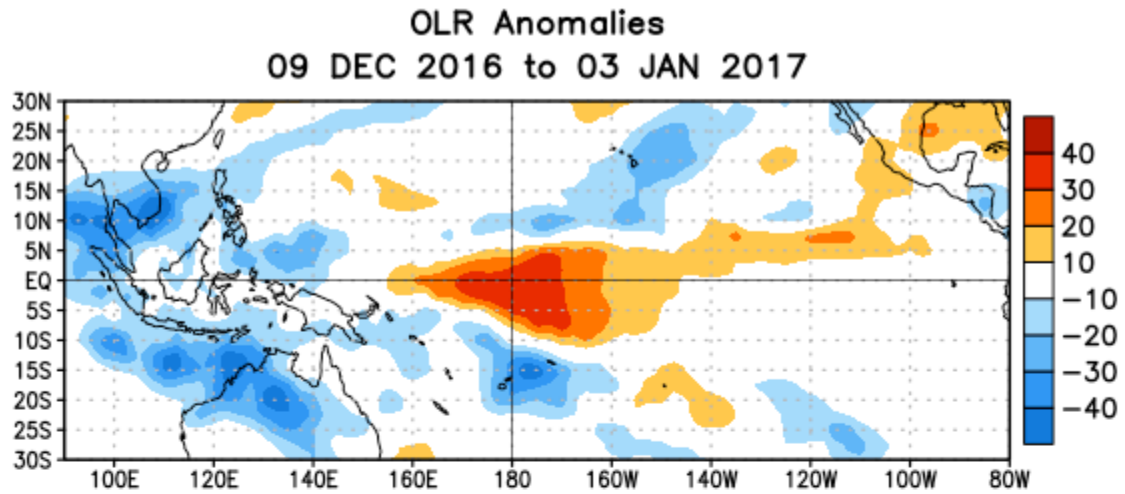 OLR Anomalies
09 DEC 2016 to 03 JAN 2017
30N
25N
20N
15N
10N
5N
EQ
5S
10S
15S
20S
25S
30S
100E 120E 140E 160E 180 160W 140W 120W 100W 80W
40
30
20
10
-10
-20
-30
-40